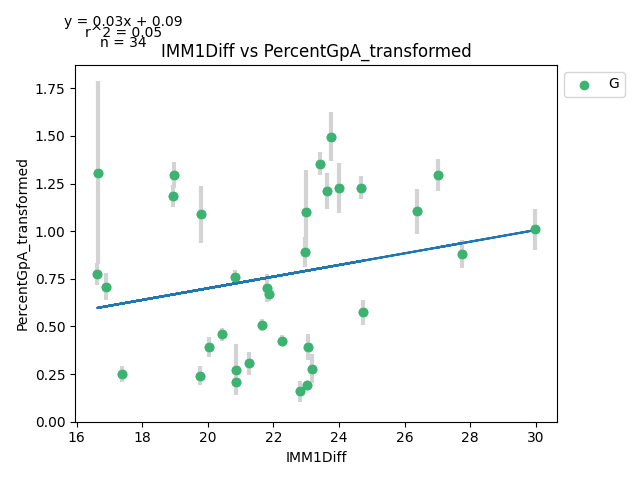 y = 0.03x + 0.09
r^2 = 0.05
n = 34
IMM1Diff vs PercentGpA_transformed
G
PercentGpA_transformed
1.75
1.50
1.25
1.00
0.75
0.50
0.25
0.00
16 18 20 22 24 26 28 30
IMM1Diff